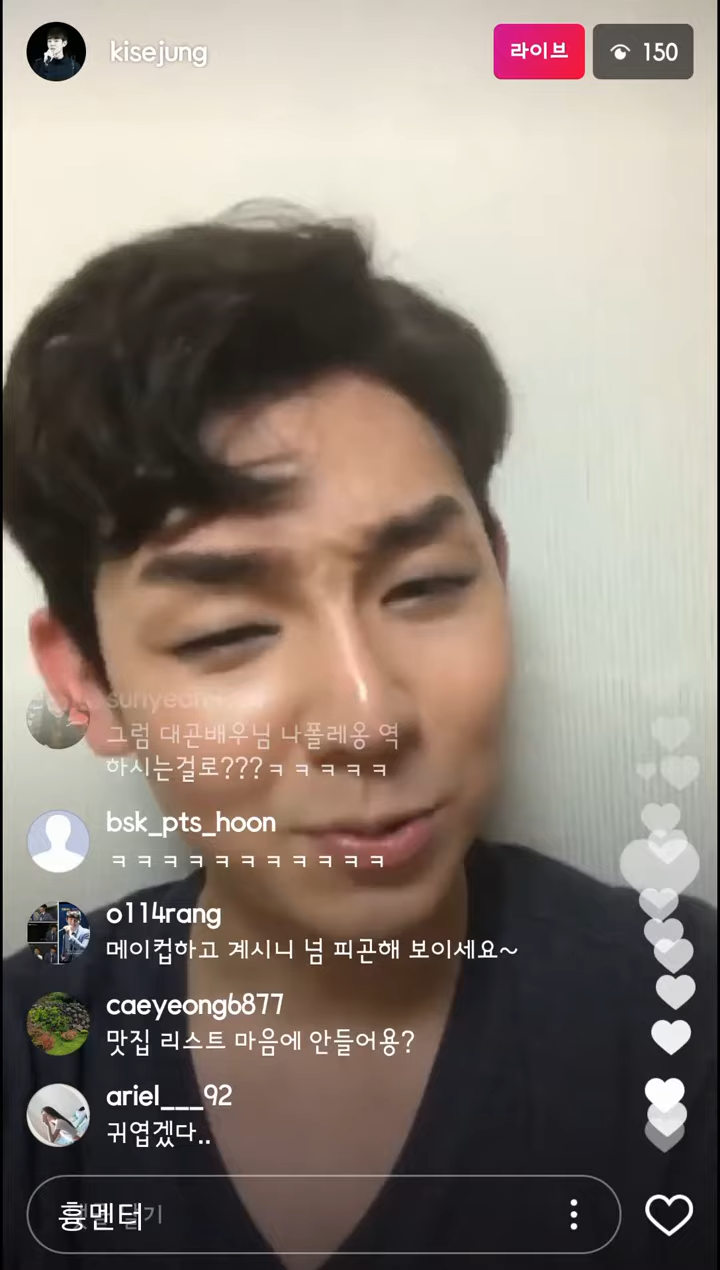 kisejung
라이브
150
그럼 대곤배우님 나폴레옹 역
하시는걸로???ㅋㅋㅋㅋㅋ
bsk_pts_hoon
ㅋㅋㅋㅋㅋㅋㅋㅋㅋㅋㅋ
o114rang
메이컵하고 계시니 넘 피곤해 보이세요~
caeyeong6877
맛집 리스트 마음에 안들어용?
ariel___92
귀엽겠다..
흥멘터